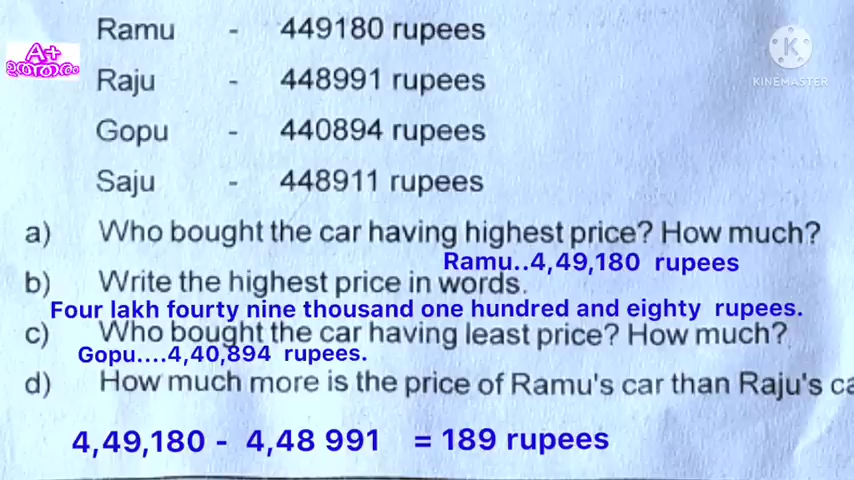 Ramu - 449180 rupees
A+
Raju - 448991 rupees
KINEMASTER
Gopu - 440894 rupees
Saju - 448911 rupees
a) Who bought the car having highest price? How much?
Ramu..4,49,180 rupees
b) Write the highest price in words.
Four lakh fourty nine thousand one hundred and eighty rupees.
c) Who bought the car having least price? How much?
Gopu....4,40,894 rupees.
d) How much more is the price of Ramu's car than Raju's ca
4,49,180 - 4,48 991 = 189 rupees